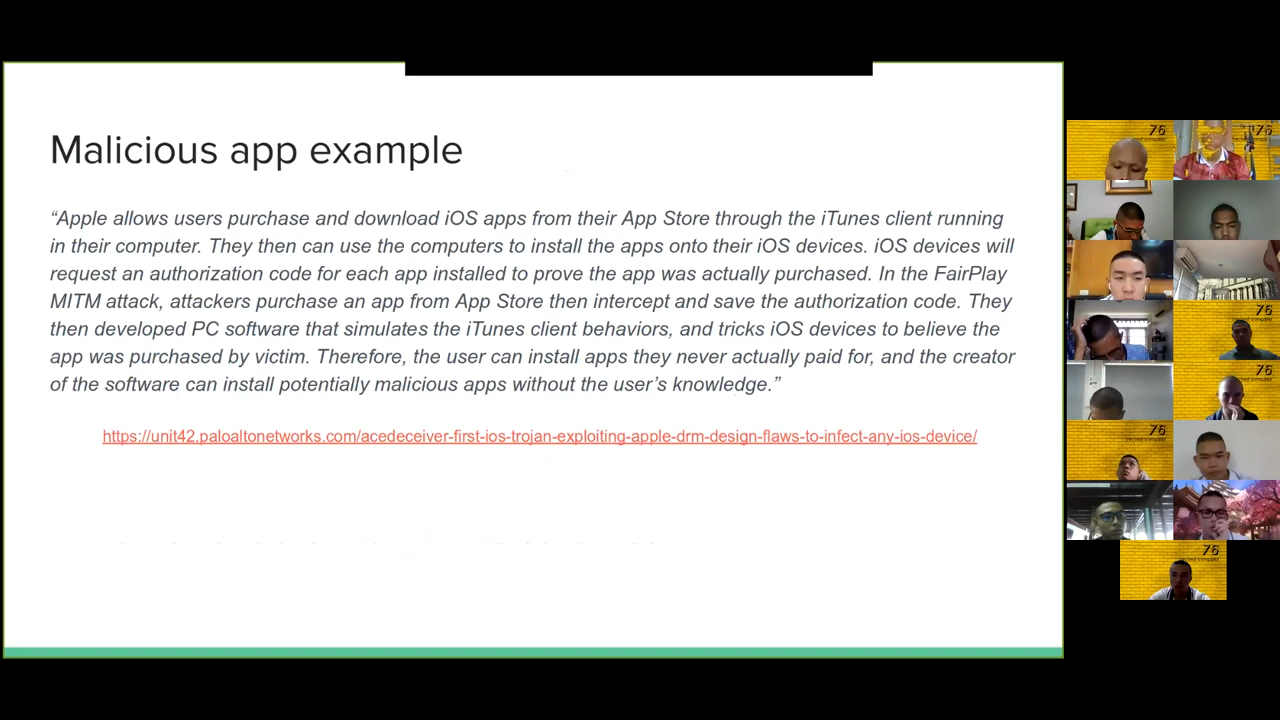 Malicious app example
“Apple allows users purchase and download iOS apps from their App Store through the iTunes client running
in their computer. They then can use the computers to install the apps onto their iOS devices. iOS devices will
request an authorization code for each app installed to prove the app was actually purchased. In the FairPlay
MITM attack, attackers purchase an app from App Store then intercept and save the authorization code. They
then developed PC software that simulates the iTunes client behaviors, and tricks iOS devices to believe the
app was purchased by victim. Therefore, the user can install apps they never actually paid for, and the creator
of the software can install potentially malicious apps without the user’s knowledge.”
https://unit42.paloaltonetworks.com/acedeceiver-first-ios-trojan-exploiting-apple-drm-design-flaws-to-infect-any-ios-device/
76
76
76
76
76
76